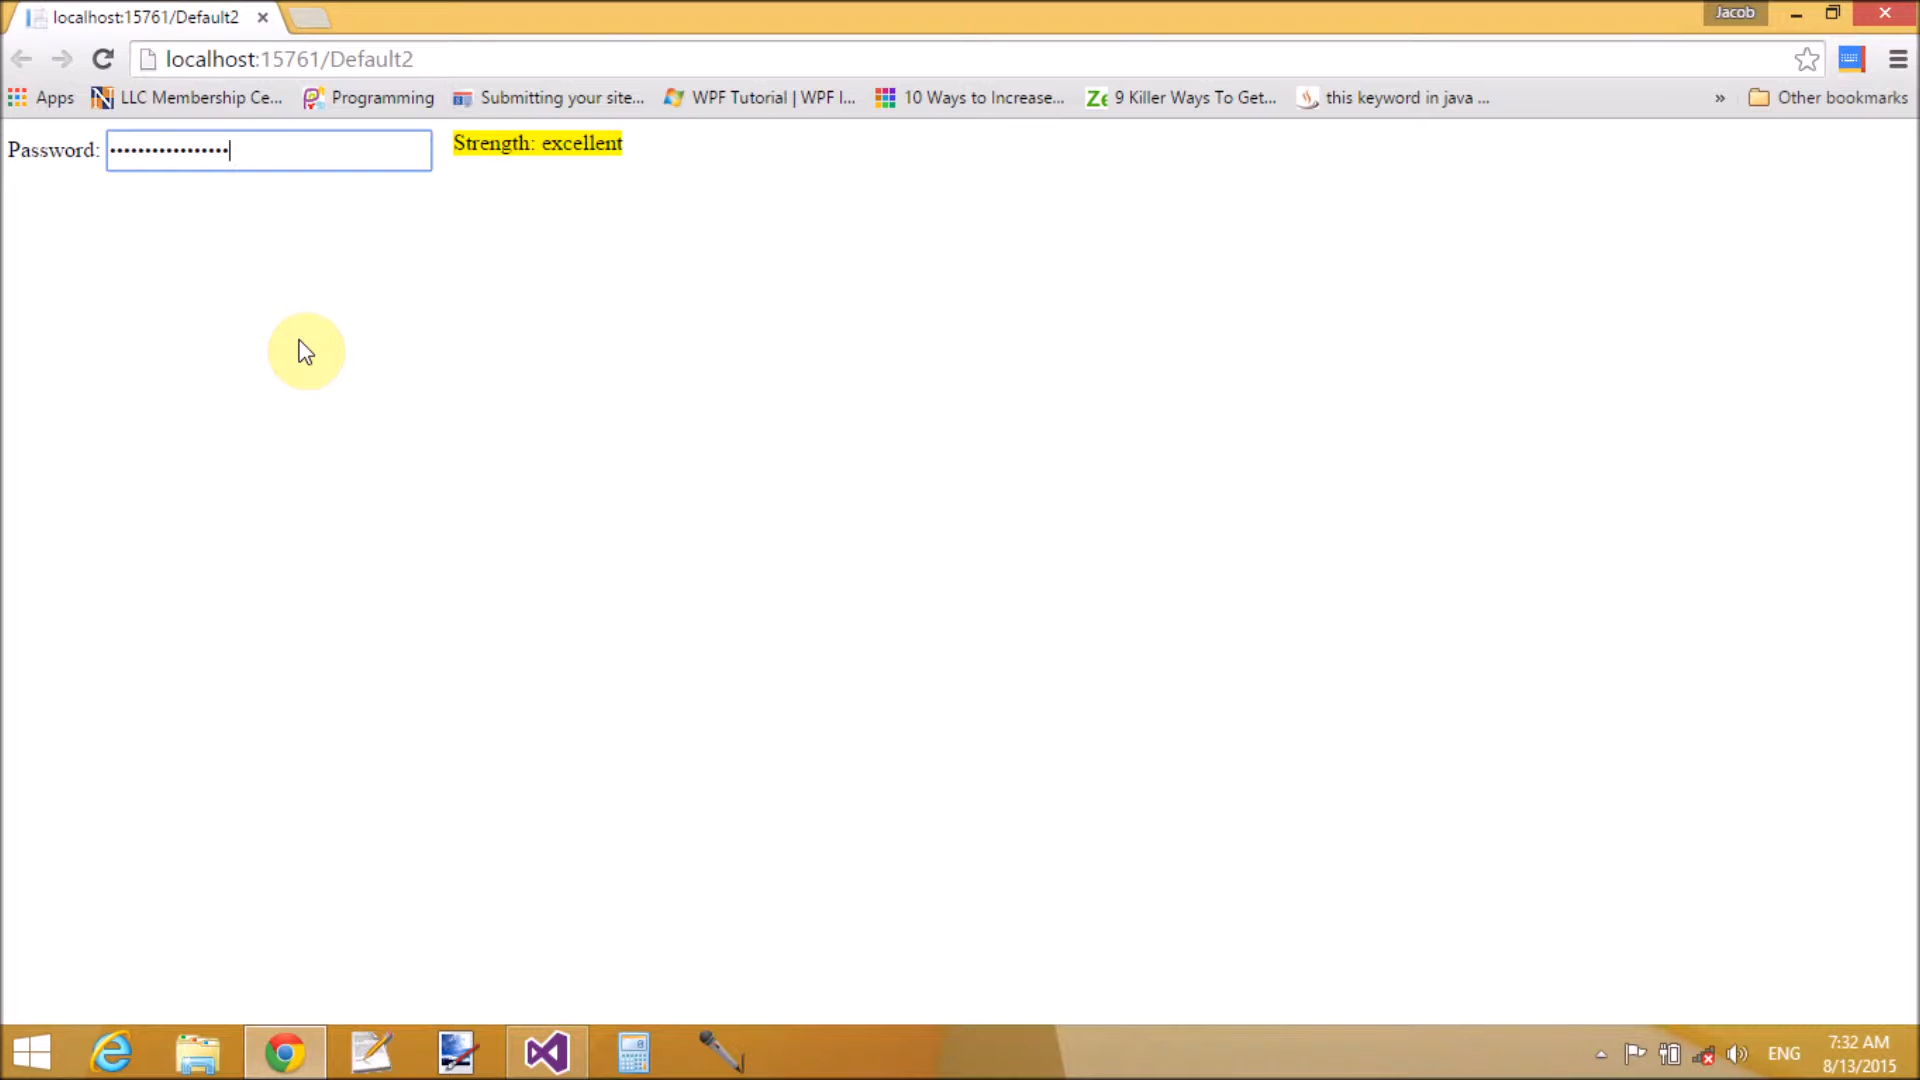 localhost:15761/Default2
Jacob
localhost:15761/Default2
Apps LLC Membership Ce... Programming Submitting your site... WPF Tutorial | WPF I... 10 Ways to Increase... 9 Killer Ways To Get... this keyword in java ... » Other bookmarks
Password: ••••••••••••••••• Strength: excellent
ENG
7:32 AM
8/13/2015